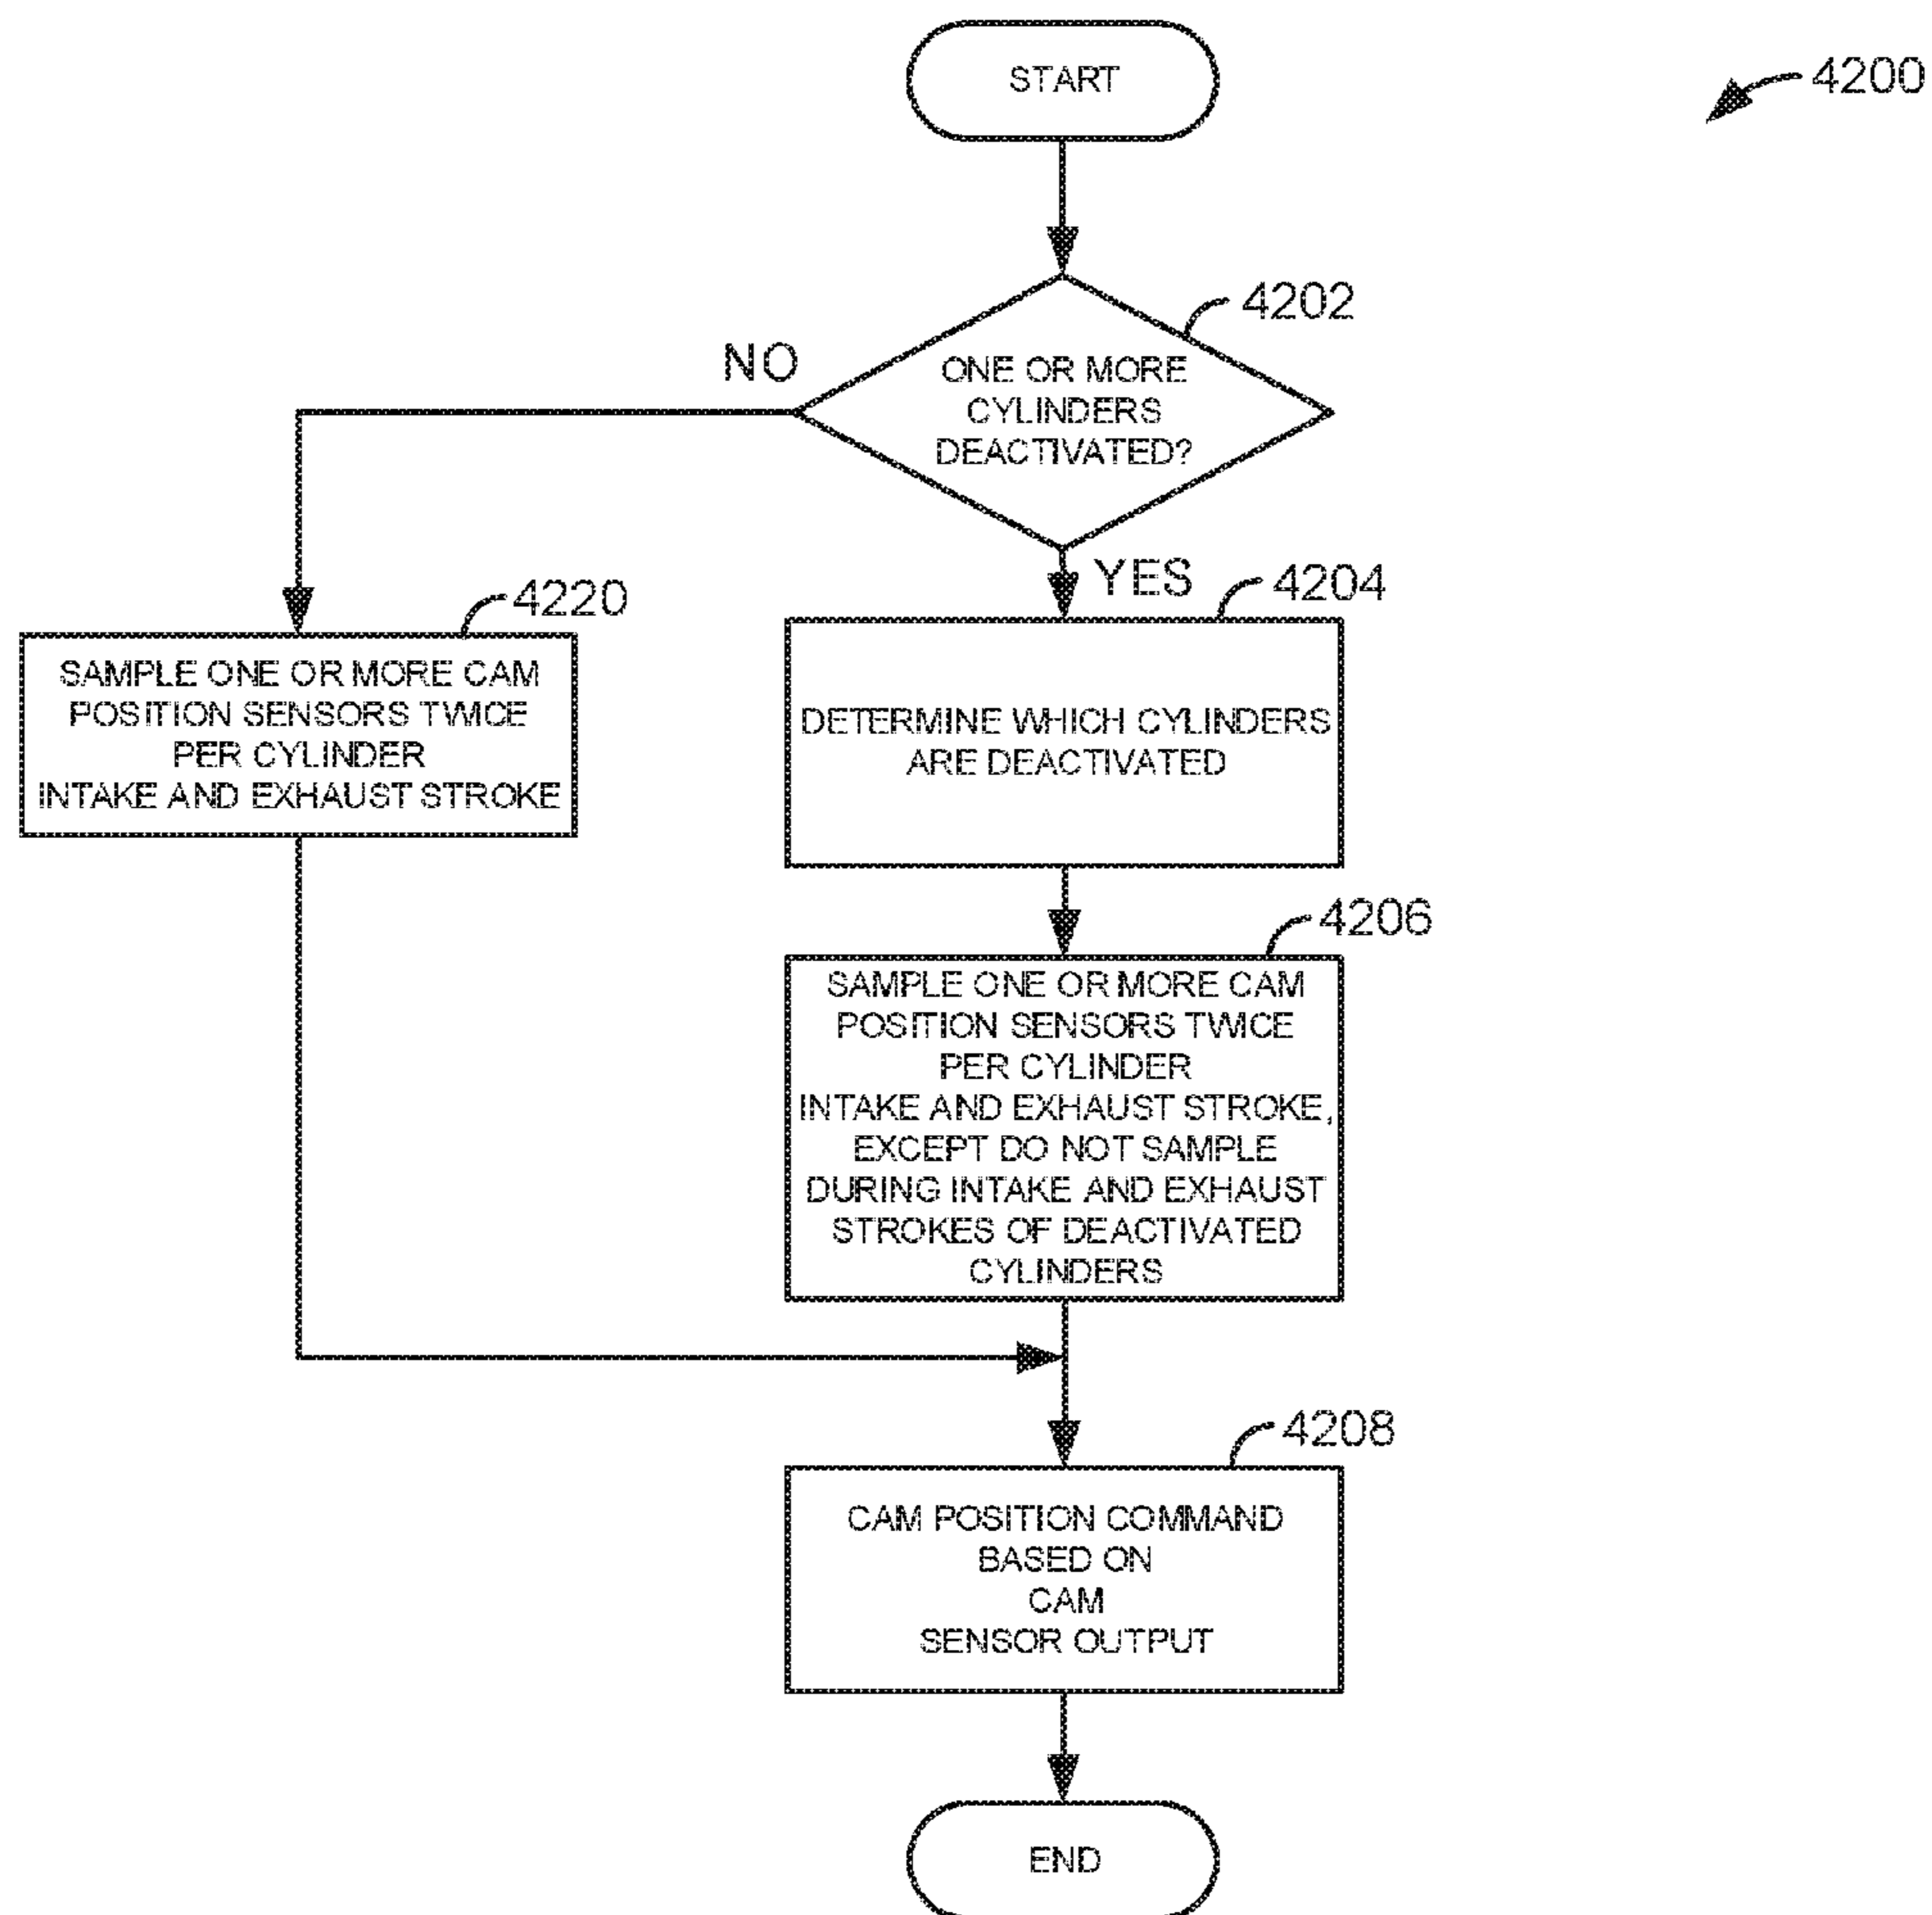 START
4200
4202
ONE OR MORE
CYLINDERS
DEACTIVATED?
NO
YES
4204
4220
SAMPLE ONE OR MORE CAM
POSITION SENSORS TWICE
PER CYLINDER
INTAKE AND EXHAUST STROKE
DETERMINE WHICH CYLINDERS
ARE DEACTIVATED
4206
SAMPLE ONE OR MORE CAM
POSITION SENSORS TWICE
PER CYLINDER
INTAKE AND EXHAUST STROKE,
EXCEPT DO NOT SAMPLE
DURING INTAKE AND EXHAUST
STROKES OF DEACTIVATED
CYLINDERS
4208
CAM POSITION COMMAND
BASED ON
CAM
SENSOR OUTPUT
END